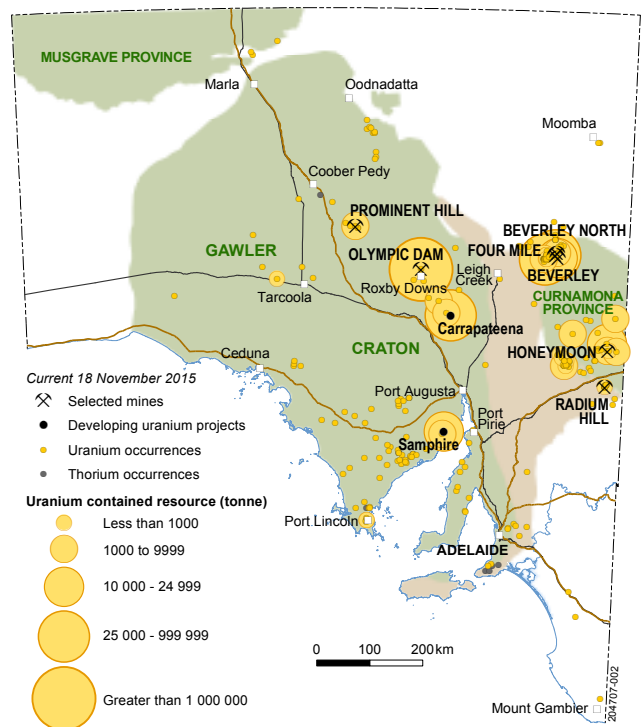 MUSGRAVE PROVINCE
Marla
Oodnadatta
Moomba
Coober Pedy
PROMINENT HILL
BEVERLEY NORTH
GAWLER
OLYMPIC DAM
FOUR MILE
Leigh
Creek
BEVERLEY
Roxby Downs
Tarcoola
CURNAMONA
PROVINCE
Carrapateena
CRATON
HONEYMOON
Ceduna
Port Augusta
RADIUM
HILL
Port
Pirie
Samphire
Port Lincoln
ADELAIDE
Mount Gambier
Current 18 November 2015
Selected mines
Developing uranium projects
Uranium occurrences
Thorium occurrences
Uranium contained resource (tonne)
Less than 1000
1000 to 9999
10 000 - 24 999
25 000 - 999 999
Greater than 1 000 000
0 100 200 km
204707-002